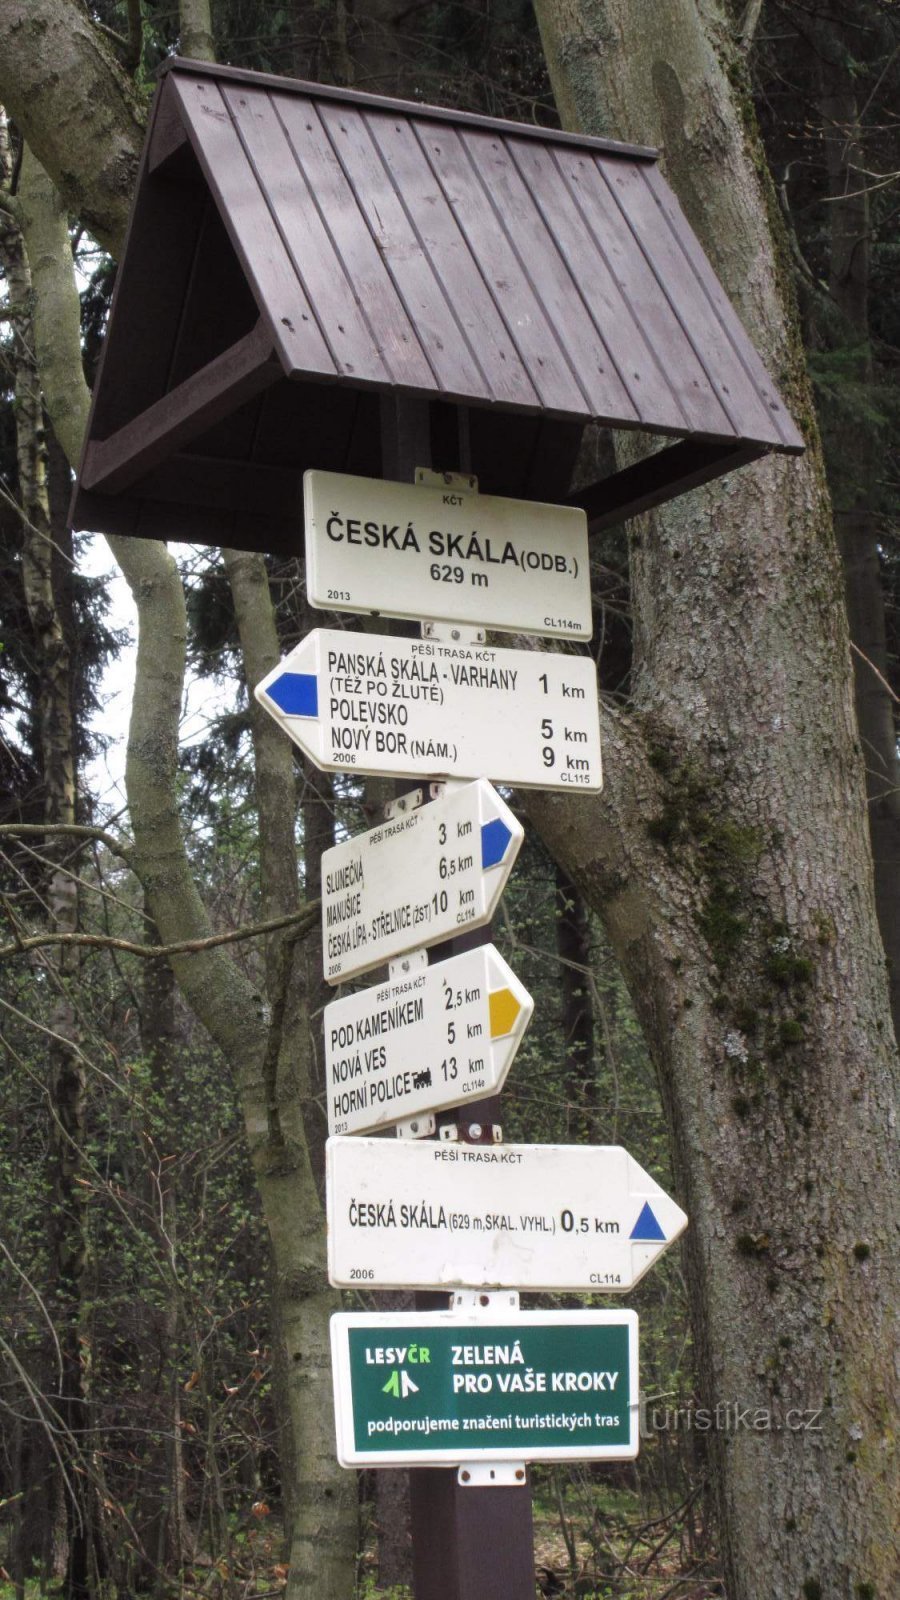 KČT
ČESKÁ SKÁLA(ODB.)
629 m
2013 CL114m
PĚŠÍ TRASA KČT
PANSKÁ SKÁLA - VARHANY 1 km
(TÉŽ PO ŽLUTÉ)
POLEVSKO 5 km
NOVÝ BOR (NÁM.) 9 km
2006 CL115
PĚŠÍ TRASA KČT
SLUNEČNÁ 3 km
MANUŠICE 6,5 km
ČESKÁ LÍPA - STŘELNICE (ŽST) 10 km
2006 CL114
PĚŠÍ TRASA KČT
POD KAMENÍKEM 2,5 km
NOVÁ VES 5 km
HORNÍ POLICE 13 km
2013 CL114e
PĚŠÍ TRASA KČT
ČESKÁ SKÁLA (629 m,SKAL. VYHL.) 0,5 km
2006 CL114
LESYČR ZELENÁ
PRO VAŠE KROKY
podporujeme značení turistických tras
Turistika.cz